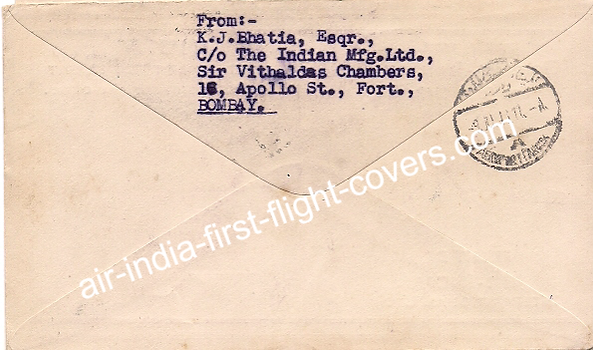 From:-
K.J.Bhatia, Esqr.,
C/o The Indian Mfg.Ltd.,
Sir Vithaldas Chambers,
16, Apollo St., Fort.,
BOMBAY.
air-india-first-flight-covers.com